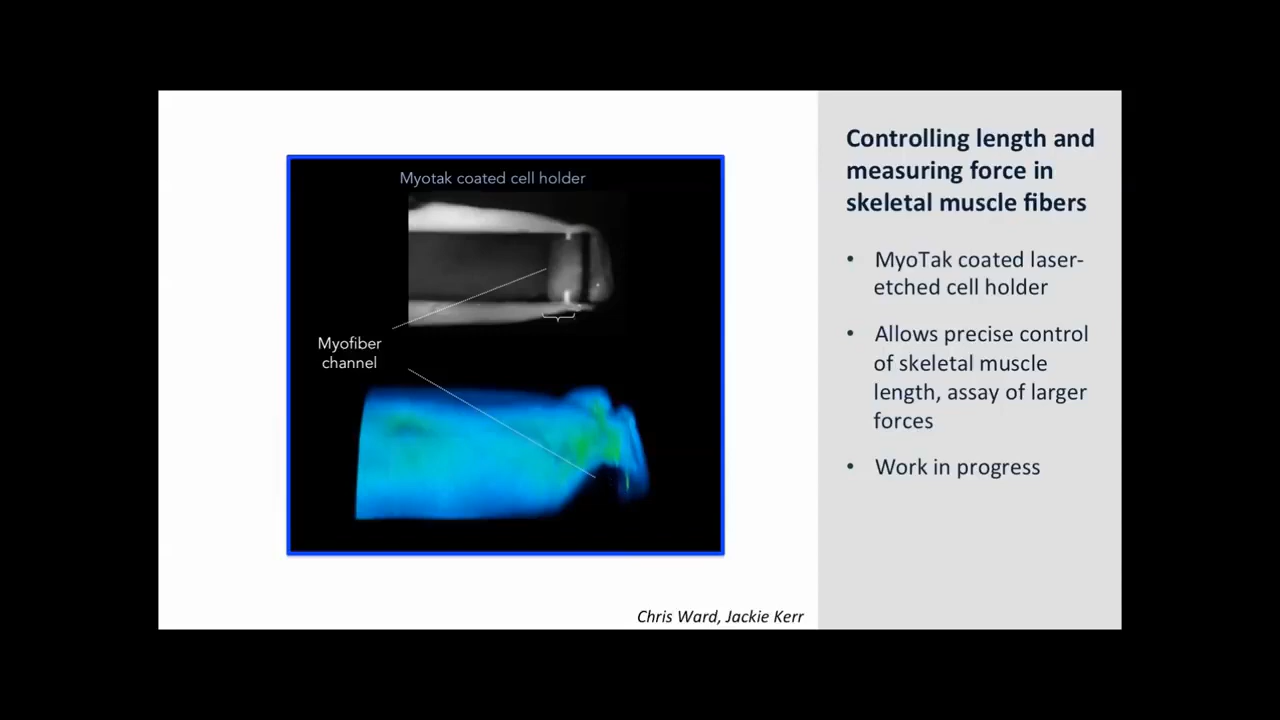 Myotak coated cell holder
Myofiber
channel
Chris Ward, Jackie Kerr
Controlling length and
measuring force in
skeletal muscle fibers
• MyoTak coated laser-
etched cell holder
• Allows precise control
of skeletal muscle
length, assay of larger
forces
• Work in progress